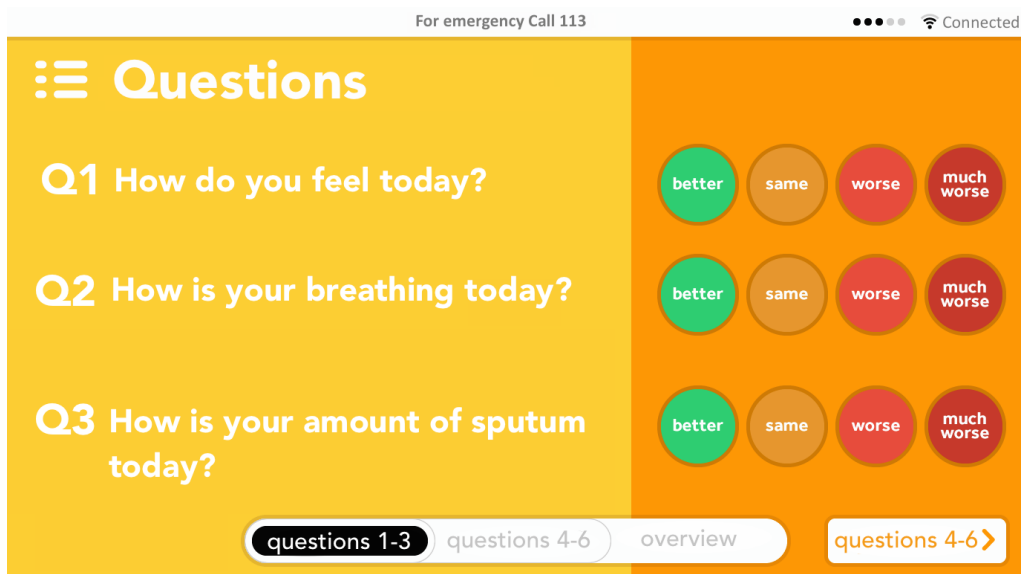 For emergency Call 113
Connected
Questions
Q1 How do you feel today?
better same worse much worse
Q2 How is your breathing today?
better same worse much worse
Q3 How is your amount of sputum
today?
better same worse much worse
questions 1-3 questions 4-6 overview
questions 4-6